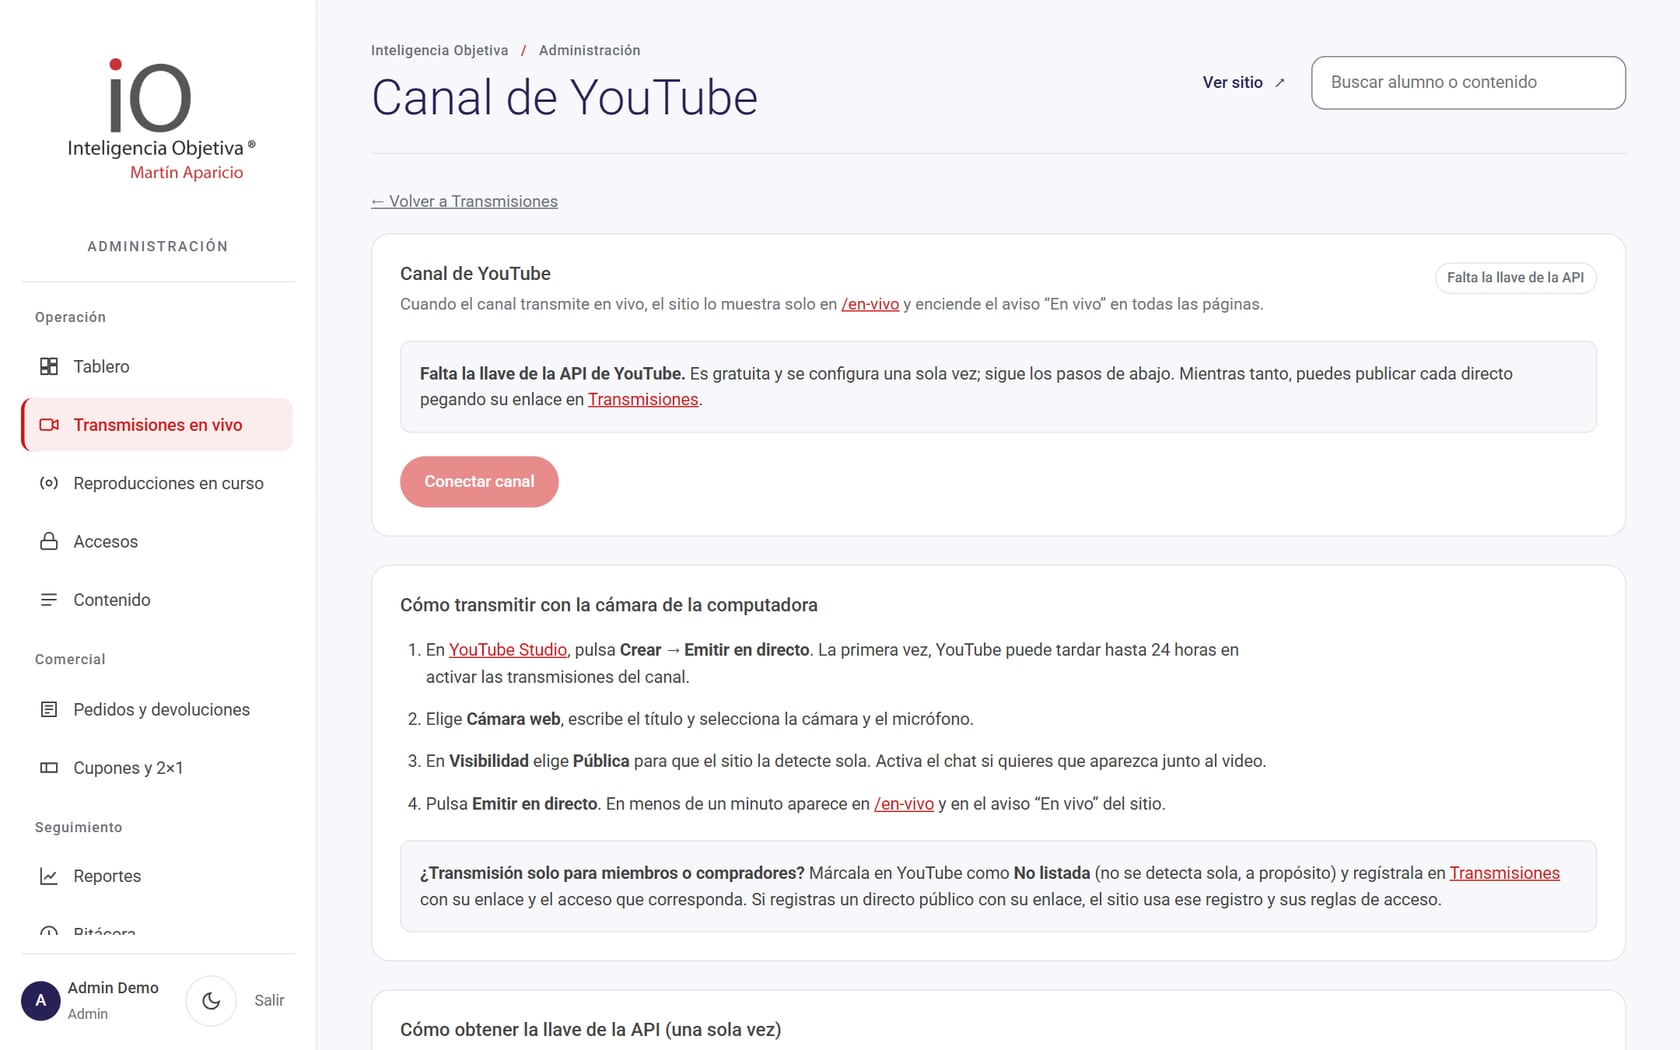 iO
Inteligencia Objetiva ®
Martín Aparicio
ADMINISTRACIÓN
Operación
Tablero
Transmisiones en vivo
Reproducciones en curso
Accesos
Contenido
Comercial
Pedidos y devoluciones
Cupones y 2×1
Seguimiento
Reportes
Bitácora
A
Admin Demo
Admin
Salir
Inteligencia Objetiva / Administración
Canal de YouTube
Ver sitio ↗
Buscar alumno o contenido
← Volver a Transmisiones
Canal de YouTube
Falta la llave de la API
Cuando el canal transmite en vivo, el sitio lo muestra solo en /en-vivo y enciende el aviso “En vivo” en todas las páginas.
Falta la llave de la API de YouTube. Es gratuita y se configura una sola vez; sigue los pasos de abajo. Mientras tanto, puedes publicar cada directo
pegando su enlace en Transmisiones.
Conectar canal
Cómo transmitir con la cámara de la computadora
1. En YouTube Studio, pulsa Crear → Emitir en directo. La primera vez, YouTube puede tardar hasta 24 horas en
activar las transmisiones del canal.
2. Elige Cámara web, escribe el título y selecciona la cámara y el micrófono.
3. En Visibilidad elige Pública para que el sitio la detecte sola. Activa el chat si quieres que aparezca junto al video.
4. Pulsa Emitir en directo. En menos de un minuto aparece en /en-vivo y en el aviso “En vivo” del sitio.
¿Transmisión solo para miembros o compradores? Márcala en YouTube como No listada (no se detecta sola, a propósito) y regístrala en Transmisiones
con su enlace y el acceso que corresponda. Si registras un directo público con su enlace, el sitio usa ese registro y sus reglas de acceso.
Cómo obtener la llave de la API (una sola vez)